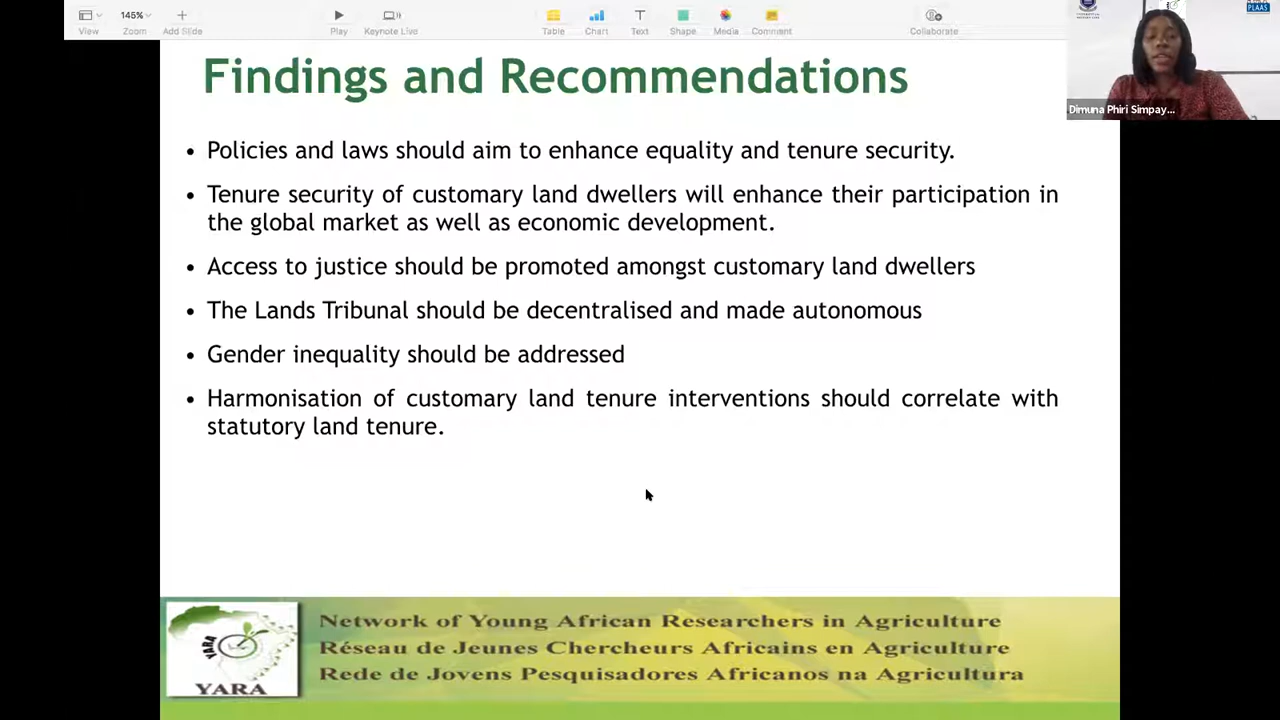 View
145%
Zoom
Add Slide
Play
Keynote Live
Table
Chart
Text
Shape
Media
Comment
Collaborate
PLAAS
Dimuna Phiri Simpay...
Findings and Recommendations
• Policies and laws should aim to enhance equality and tenure security.
• Tenure security of customary land dwellers will enhance their participation in
the global market as well as economic development.
• Access to justice should be promoted amongst customary land dwellers
• The Lands Tribunal should be decentralised and made autonomous
• Gender inequality should be addressed
• Harmonisation of customary land tenure interventions should correlate with
statutory land tenure.
YARA
YARA
Network of Young African Researchers in Agriculture
Réseau de Jeunes Chercheurs Africains en Agriculture
Rede de Jovens Pesquisadores Africanos na Agricultura